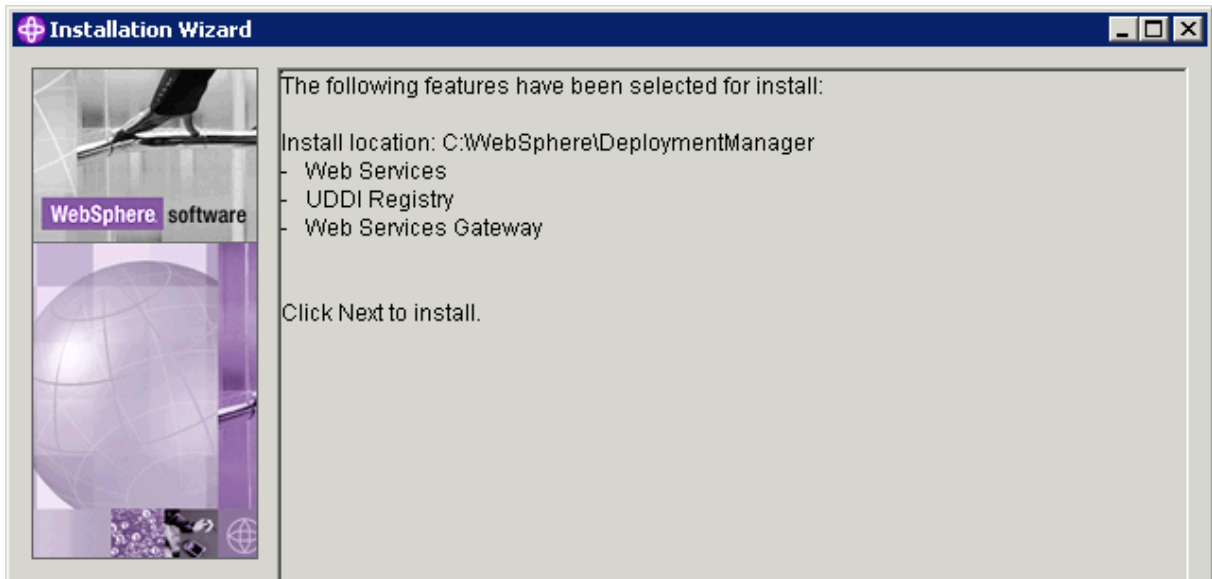 Installation Wizard
WebSphere software
The following features have been selected for install:
Install location: C:\WebSphere\DeploymentManager
- Web Services
- UDDI Registry
- Web Services Gateway
Click Next to install.